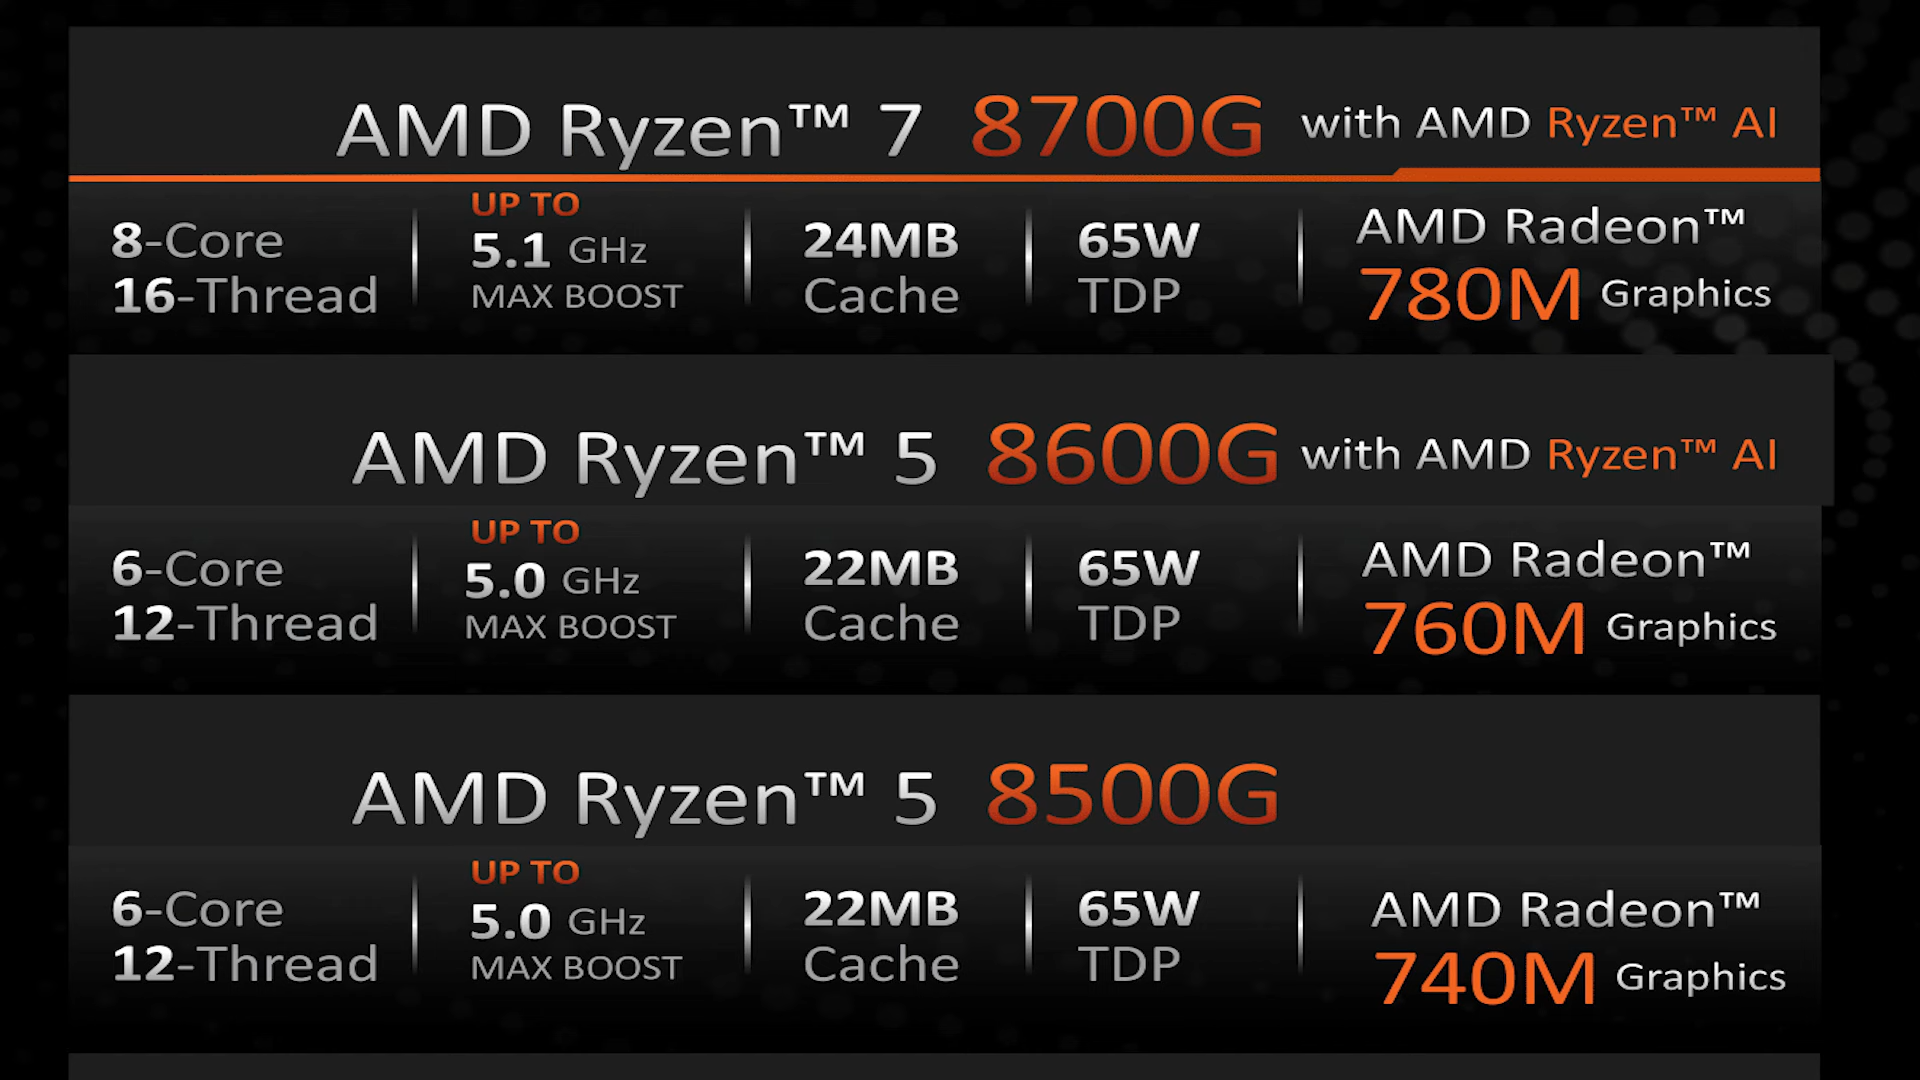 AMD Ryzen™ 7 8700G with AMD Ryzen™ AI
8-Core
16-Thread
UP TO
5.1 GHz
MAX BOOST
24MB
Cache
65W
TDP
AMD Radeon™
780M Graphics
AMD Ryzen™ 5 8600G with AMD Ryzen™ AI
6-Core
12-Thread
UP TO
5.0 GHz
MAX BOOST
22MB
Cache
65W
TDP
AMD Radeon™
760M Graphics
AMD Ryzen™ 5 8500G
6-Core
12-Thread
UP TO
5.0 GHz
MAX BOOST
22MB
Cache
65W
TDP
AMD Radeon™
740M Graphics